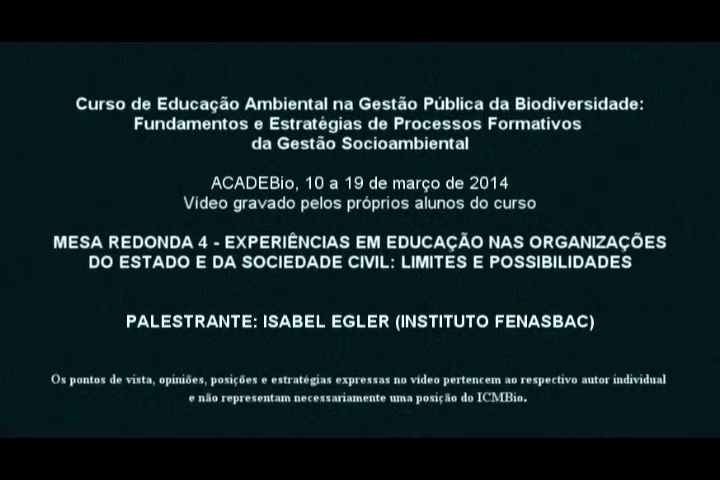 Curso de Educação Ambiental na Gestão Pública da Biodiversidade:
Fundamentos e Estratégias de Processos Formativos
da Gestão Socioambiental
ACADEBio, 10 a 19 de março de 2014
Vídeo gravado pelos próprios alunos do curso
MESA REDONDA 4 - EXPERIÊNCIAS EM EDUCAÇÃO NAS ORGANIZAÇÕES
DO ESTADO E DA SOCIEDADE CIVIL: LIMITES E POSSIBILIDADES
PALESTRANTE: ISABEL EGLER (INSTITUTO FENASBAC)
Os pontos de vista, opiniões, posições e estratégias expressas no vídeo pertencem ao respectivo autor individual
e não representam necessariamente uma posição do ICMBio.